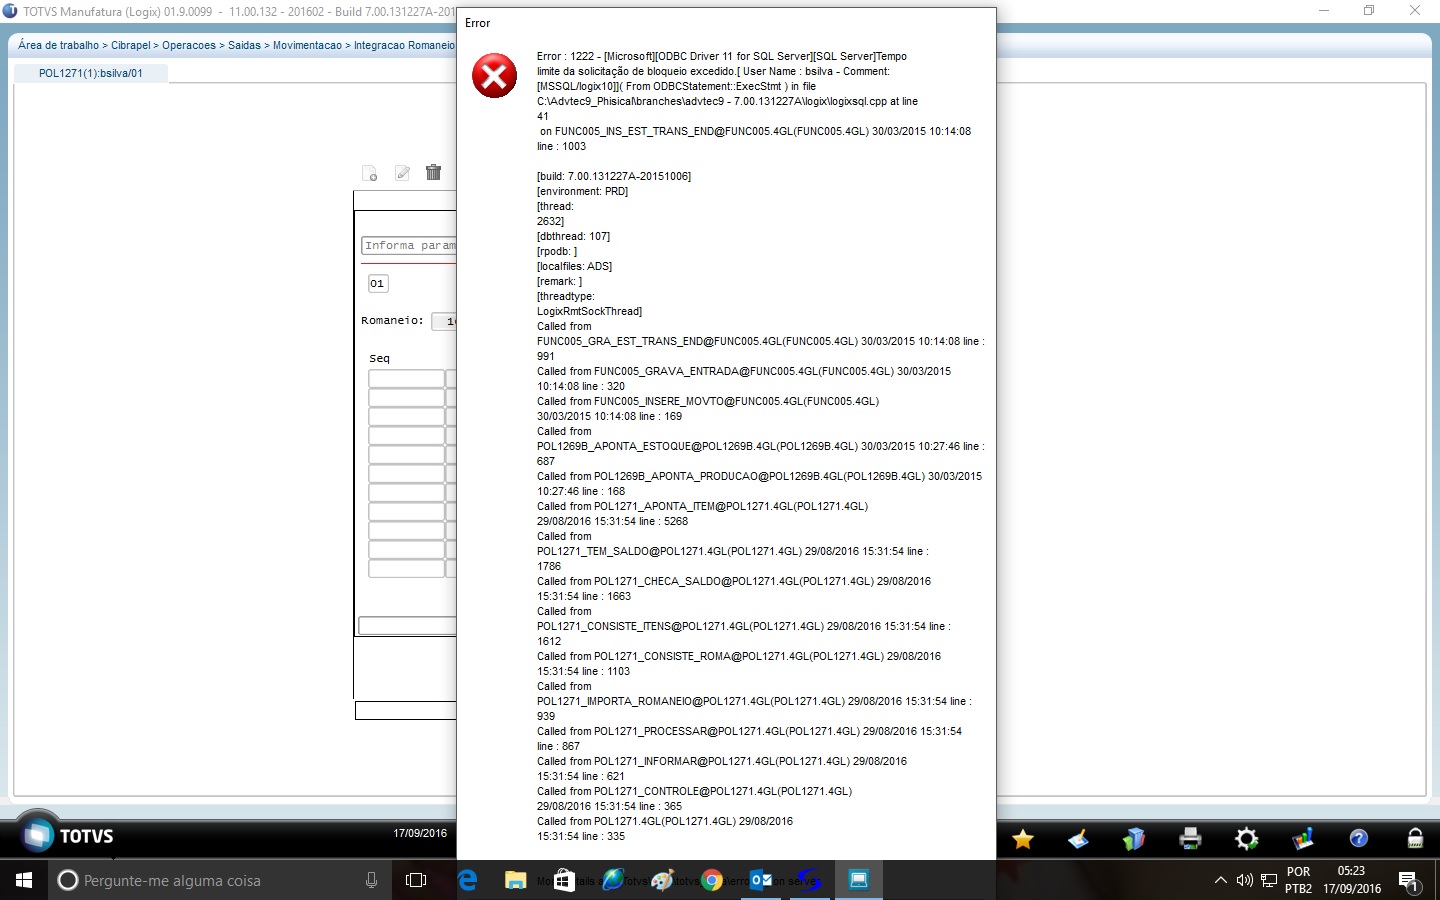 TOTVS Manufatura (Logix) 01.9.0099 - 11.00.132 - 201602 - Build 7.00.131227A-201
Error
Área de trabalho > Cibrapel > Operacoes > Saidas > Movimentacao > Integracao Romaneio
POL1271(1):bsilva/01
Informa param
01
Romaneio:
Seq
Error : 1222 - [Microsoft][ODBC Driver 11 for SQL Server][SQL Server]Tempo
limite da solicitação de bloqueio excedido.[ User Name : bsilva - Comment:
[MSSQL/logix10]]( From ODBCStatement::ExecStmt ) in file
C:\Advtec9_Phisical\branches\advtec9 - 7.00.131227A\logix\logixsql.cpp at line
41
on FUNC005_INS_EST_TRANS_END@FUNC005.4GL(FUNC005.4GL) 30/03/2015 10:14:08
line : 1003
[build: 7.00.131227A-20151006]
[environment: PRD]
[thread:
2632]
[dbthread: 107]
[rpodb: ]
[localfiles: ADS]
[remark: ]
[threadtype:
LogixRmtSockThread]
Called from
FUNC005_GRA_EST_TRANS_END@FUNC005.4GL(FUNC005.4GL) 30/03/2015 10:14:08 line :
991
Called from FUNC005_GRAVA_ENTRADA@FUNC005.4GL(FUNC005.4GL) 30/03/2015
10:14:08 line : 320
Called from FUNC005_INSERE_MOVTO@FUNC005.4GL(FUNC005.4GL)
30/03/2015 10:14:08 line : 169
Called from
POL1269B_APONTA_ESTOQUE@POL1269B.4GL(POL1269B.4GL) 30/03/2015 10:27:46 line :
687
Called from POL1269B_APONTA_PRODUCAO@POL1269B.4GL(POL1269B.4GL) 30/03/2015
10:27:46 line : 168
Called from POL1271_APONTA_ITEM@POL1271.4GL(POL1271.4GL)
29/08/2016 15:31:54 line : 5268
Called from
POL1271_TEM_SALDO@POL1271.4GL(POL1271.4GL) 29/08/2016 15:31:54 line :
1786
Called from POL1271_CHECA_SALDO@POL1271.4GL(POL1271.4GL) 29/08/2016
15:31:54 line : 1663
Called from
POL1271_CONSISTE_ITENS@POL1271.4GL(POL1271.4GL) 29/08/2016 15:31:54 line :
1612
Called from POL1271_CONSISTE_ROMA@POL1271.4GL(POL1271.4GL) 29/08/2016
15:31:54 line : 1103
Called from
POL1271_IMPORTA_ROMANEIO@POL1271.4GL(POL1271.4GL) 29/08/2016 15:31:54 line :
939
Called from POL1271_PROCESSAR@POL1271.4GL(POL1271.4GL) 29/08/2016 15:31:54
line : 867
Called from POL1271_INFORMAR@POL1271.4GL(POL1271.4GL) 29/08/2016
15:31:54 line : 621
Called from POL1271_CONTROLE@POL1271.4GL(POL1271.4GL)
29/08/2016 15:31:54 line : 365
Called from POL1271.4GL(POL1271.4GL) 29/08/2016
15:31:54 line : 335
TOTVS
17/09/2016
Pergunte-me alguma coisa
POR
PTB2
05:23
17/09/2016
1